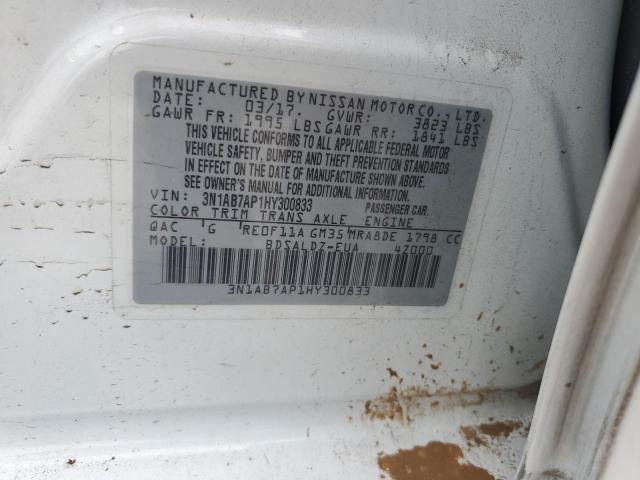 MANUFACTURED BY NISSAN MOTOR CO., LTD.
DATE: 03/17. GVWR: 3823 LBS
GAWR FR: 1995 LBS GAWR RR: 1841 LBS
THIS VEHICLE CONFORMS TO ALL APPLICABLE FEDERAL MOTOR
VEHICLE SAFETY, BUMPER AND THEFT PREVENTION STANDARDS
IN EFFECT ON THE DATE OF MANUFACTURE SHOWN ABOVE.
SEE OWNER'S MANUAL FOR ADDITIONAL INFORMATION.
VIN: 3N1AB7AP1HY300833 PASSENGER CAR.
COLOR TRIM TRANS AXLE ENGINE
QAC G RE0F11A GM35 MRA8DE 1798 CC
MODEL: BDSALDZ-EUA 42000
3N1AB7AP1HY300833